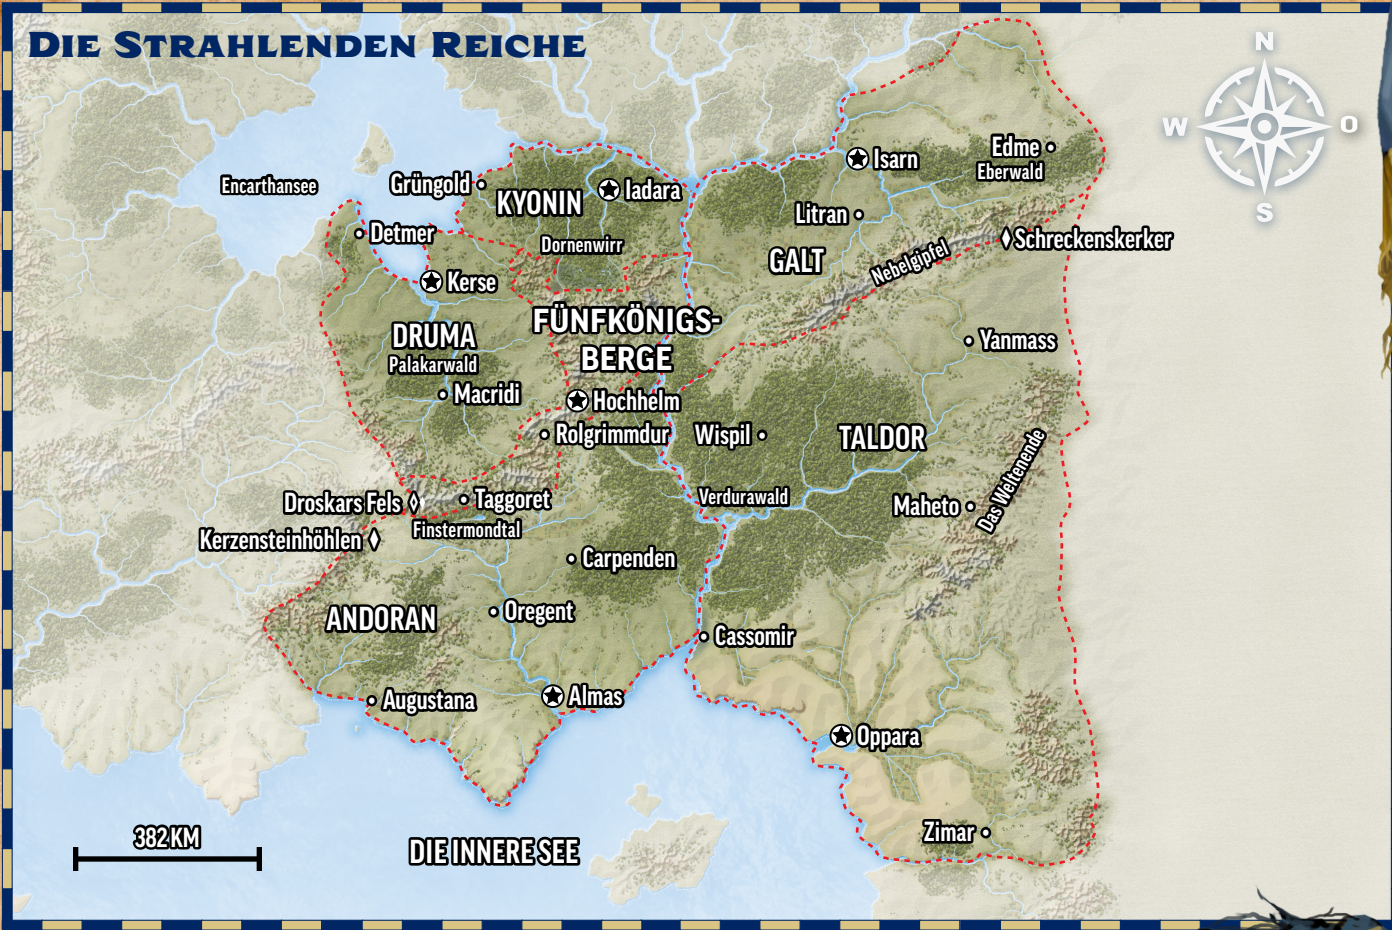 DIE STRAHLENDEN REICHE
N
W
O
S
Isarn
Edme
Eberwald
Encarthansee
Grüngold
KYONIN
Iadara
Litran
Detmer
Dornenwirr
Schreckenskerker
GALT
Nebelgipfel
Kerse
FÜNFKÖNIGS-
BERGE
DRUMA
Palakarwald
Yanmass
Macridi
Hochhelm
Rolgrimmdur
Wispil
TALDOR
Droskars Fels
Taggoret
Verdurawald
Maheto
Das Weltenende
Finstermondtal
Kerzensteinhöhlen
Carpenden
ANDORAN
Oregent
Cassomir
Augustana
Almas
Oppara
382 KM
DIE INNERE SEE
Zimar